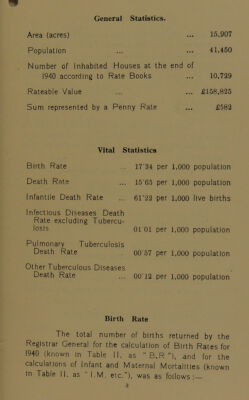 General Statistics.
Area (acres) ... 15,907
Population ... ... 41,450
Number of Inhabited Houses at the end of
1940 according to Rate Books ... 10,729
Rateable Value ... ... £158,825
Sum represented by a Penny Rate ... £582
Vital Statistics
Birth Rate ... 17·34 per 1,000 population
Death Rate ... 15·65 per 1,000 population
Infantile Death Rate ... 61·22 per 1,000 live births
Infectious Diseases Death
Rate excluding Tubercu-
losis 01·01 per 1,000 population
Pulmonary Tuberculosis
Death Rate 00·57 per 1,000 population
Other Tuberculous Diseases
Death Rate ... 00·12 per 1,000 population
Birth Rate
The total number of births returned by the
Registrar General for the calculation of Birth Rates for
1940 (known in Table II. as "B.R"), and for the
calculations of Infant and Maternal Mortalities (known
in Table II. as "I.M. etc."), was as follows :—